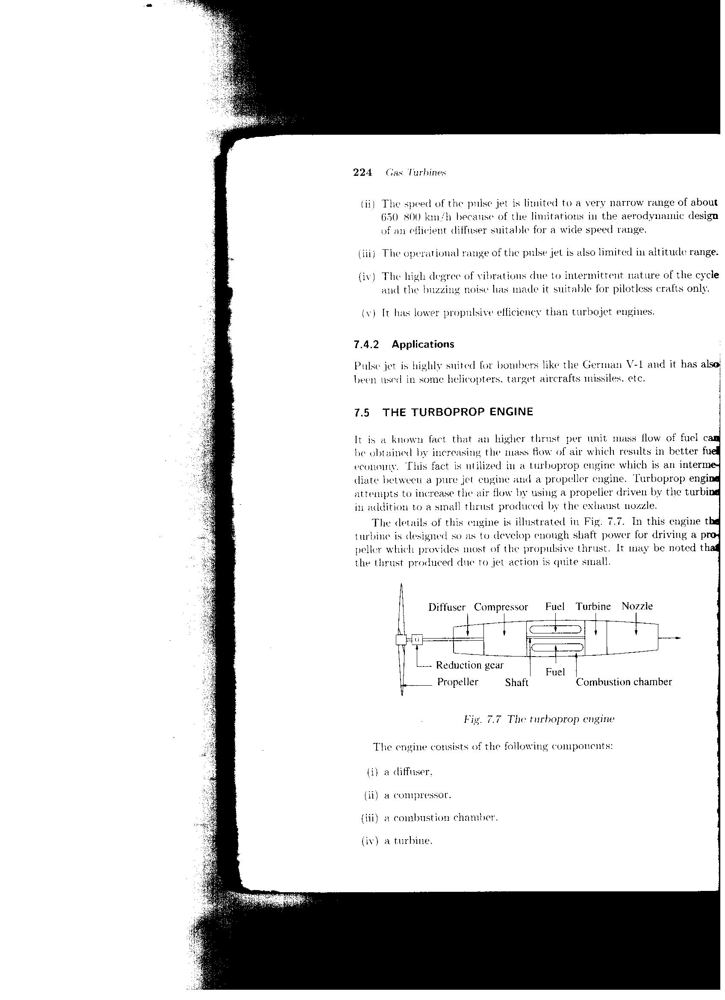 224 Gas Turbines
(ii) The speed of the pulse jet is limited to a very narrow range of about
650 800 km/h because of the limitations in the aerodynamic design
of an efficient diffuser suitable for a wide speed range.
(iii) The operational range of the pulse jet is also limited in altitude range.
(iv) The high degree of vibrations due to intermittent nature of the cycle
and the buzzing noise has made it suitable for pilotless crafts only.
(v) It has lower propulsive efficiency than turbojet engines.
7.4.2 Applications
Pulse jet is highly suited for bombers like the German V-1 and it has also
been used in some helicopters, target aircrafts missiles, etc.
7.5 THE TURBOPROP ENGINE
It is a known fact that an higher thrust per unit mass flow of fuel can
be obtained by increasing the mass flow of air which results in better fuel
economy. This fact is utilized in a turboprop engine which is an interme-
diate between a pure jet engine and a propeller engine. Turboprop engine
attempts to increase the air flow by using a propeller driven by the turbine
in addition to a small thrust produced by the exhaust nozzle.
The details of this engine is illustrated in Fig. 7.7. In this engine the
turbine is designed so as to develop enough shaft power for driving a pro-
peller which provides most of the propulsive thrust. It may be noted that
the thrust produced due to jet action is quite small.
Diffuser Compressor Fuel Turbine Nozzle
G
Reduction gear
Fuel
Propeller Shaft Combustion chamber
Fig. 7.7 The turboprop engine
The engine consists of the following components:
(i) a diffuser,
(ii) a compressor,
(iii) a combustion chamber,
(iv) a turbine,